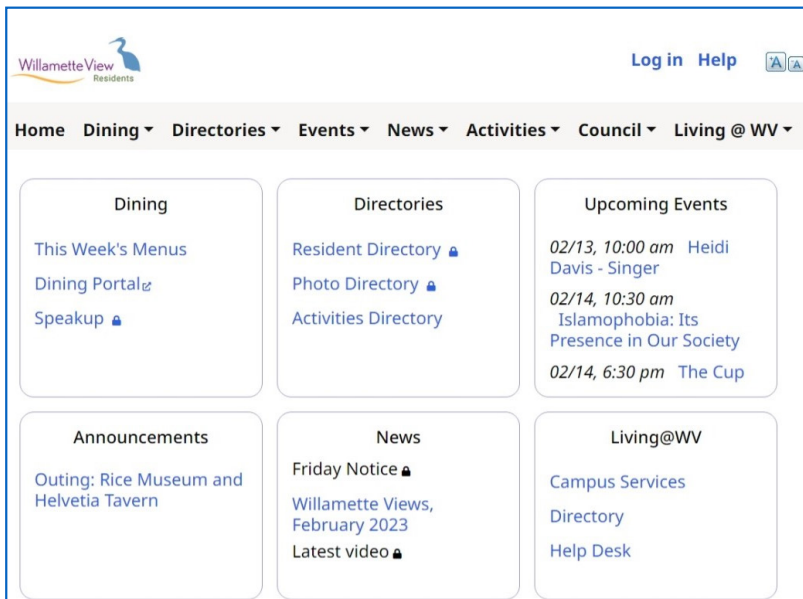 Willamette View
Residents
Log in Help
A A
Home Dining Directories Events News Activities Council Living @ WV
Dining
This Week's Menus
Dining Portal
Speakup
Directories
Resident Directory
Photo Directory
Activities Directory
Upcoming Events
02/13, 10:00 am Heidi
Davis - Singer
02/14, 10:30 am
Islamophobia: Its
Presence in Our Society
02/14, 6:30 pm The Cup
Announcements
Outing: Rice Museum and
Helvetia Tavern
News
Friday Notice
Willamette Views,
February 2023
Latest video
Living@WV
Campus Services
Directory
Help Desk